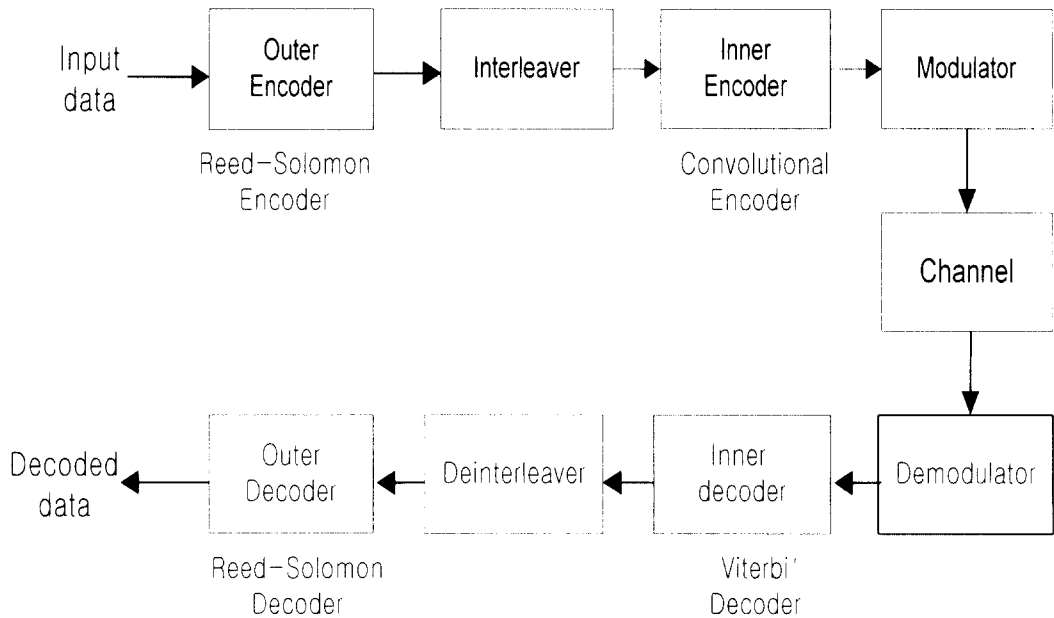 Input
data
Outer
Encoder
Interleaver
Inner
Encoder
Modulator
Reed-Solomon
Encoder
Convolutional
Encoder
Channel
Decoded
data
Outer
Decoder
Deinterleaver
Inner
decoder
Demodulator
Reed-Solomon
Decoder
Viterbi'
Decoder